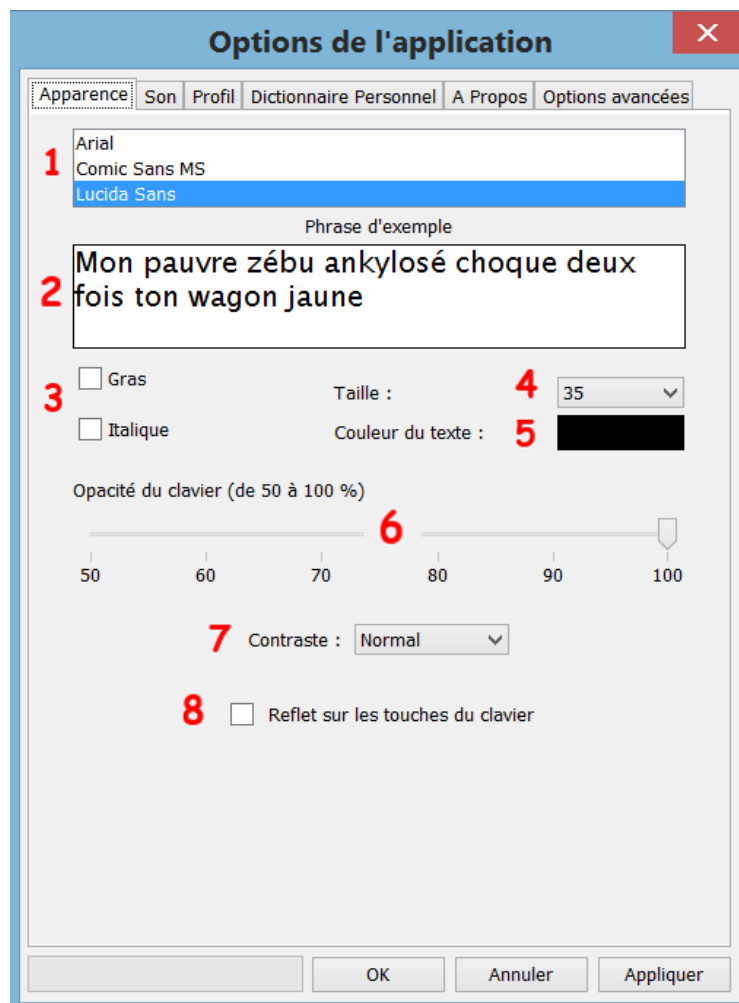 Options de l'application
Apparence Son Profil Dictionnaire Personnel A Propos Options avancées
1
Arial
Comic Sans MS
Lucida Sans
Phrase d'exemple
2
Mon pauvre zébu ankylosé choque deux
fois ton wagon jaune
3
Gras
Taille : 4 35
Italique
Couleur du texte : 5
Opacité du clavier (de 50 à 100 %)
6
50 60 70 80 90 100
7 Contraste : Normal
8 Reflet sur les touches du clavier
OK Annuler Appliquer